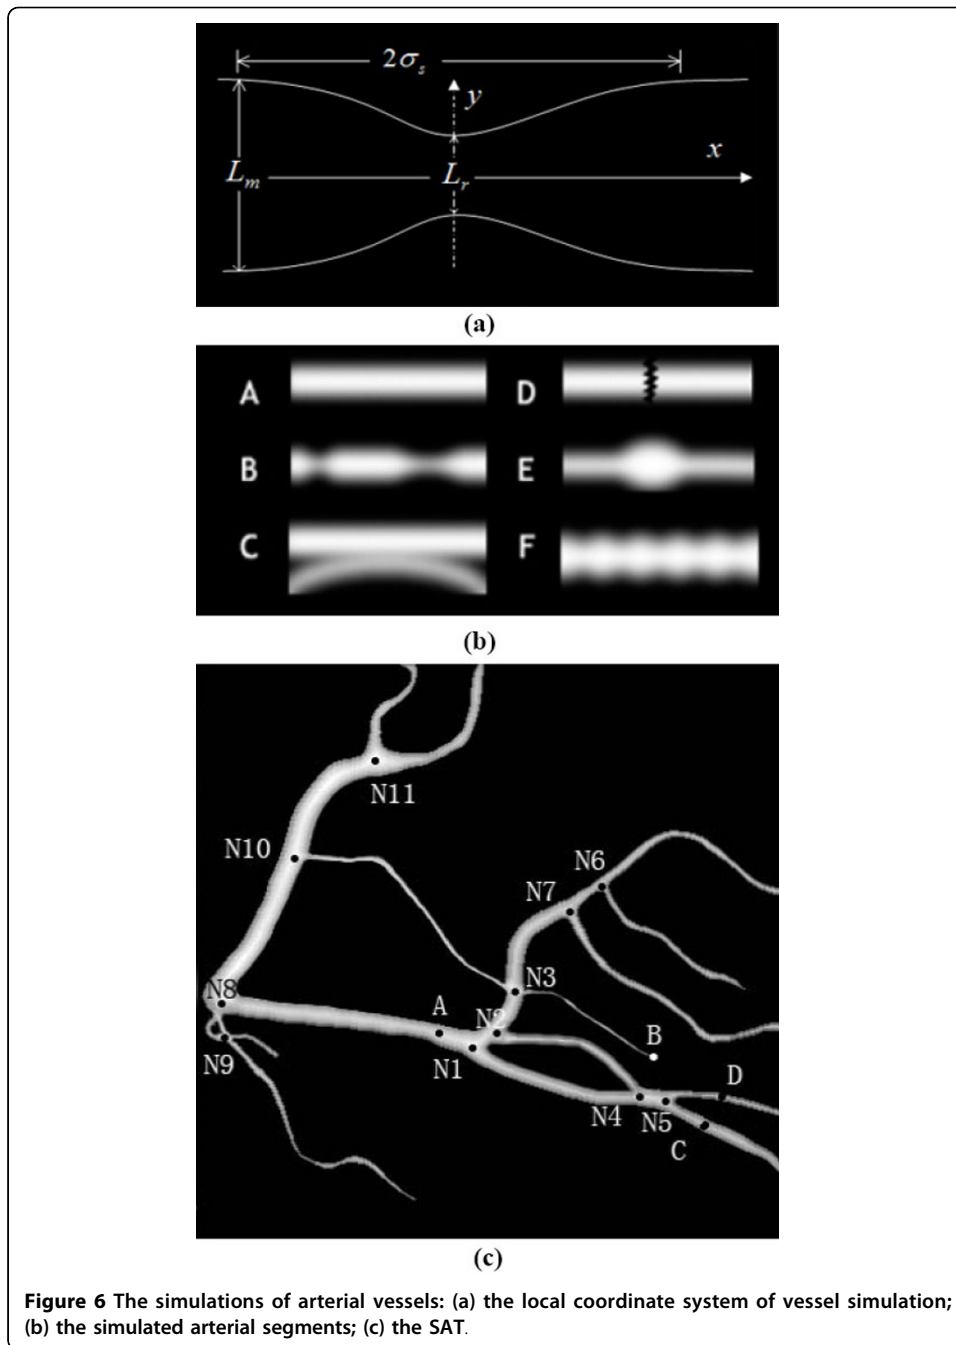 2σₛ
y
x
Lₘ
Lᵣ
(a)
A
D
B
E
C
F
(b)
N11
N10
N6
N7
N3
N8
A
N2
B
N9
N1
D
N4
N5
C
(c)
Figure 6 The simulations of arterial vessels: (a) the local coordinate system of vessel simulation;
(b) the simulated arterial segments; (c) the SAT.